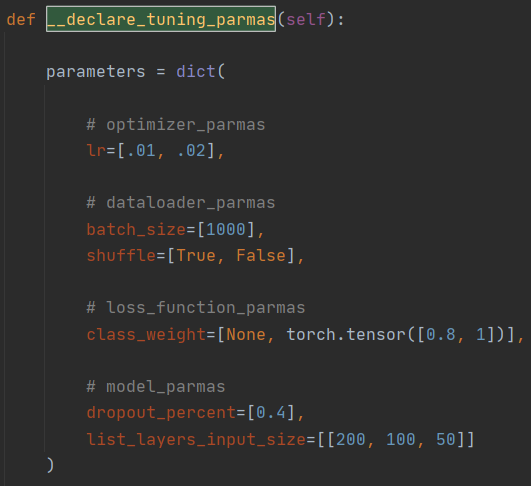 def __declare_tuning_parmas(self):
parameters = dict(
# optimizer_parmas
lr=[.01, .02],
# dataloader_parmas
batch_size=[1000],
shuffle=[True, False],
# loss_function_parmas
class_weight=[None, torch.tensor([0.8, 1])],
# model_parmas
dropout_percent=[0.4],
list_layers_input_size=[[200, 100, 50]]
)